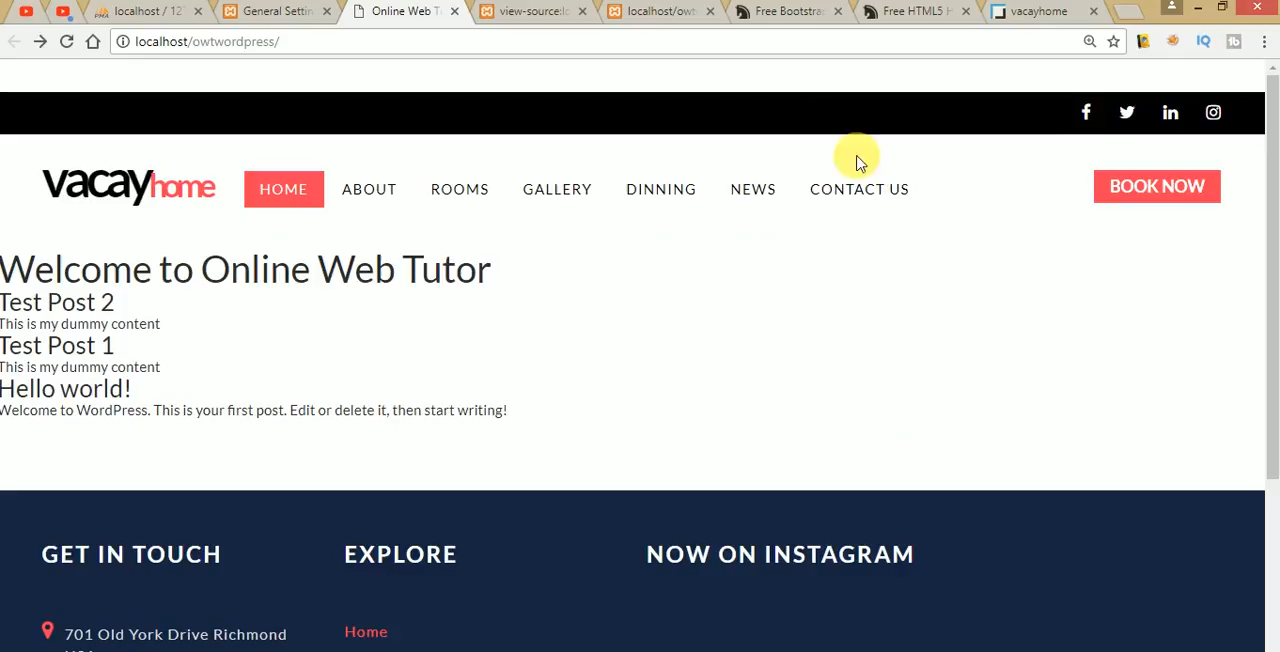 localhost / 12
General Settin
Online Web T
view-source:lo
localhost/owt
Free Bootstra
Free HTML5 H
vacayhome
localhost/owtwordpress/
vacayhome
HOME
ABOUT
ROOMS
GALLERY
DINNING
NEWS
CONTACT US
BOOK NOW
Welcome to Online Web Tutor
Test Post 2
This is my dummy content
Test Post 1
This is my dummy content
Hello world!
Welcome to WordPress. This is your first post. Edit or delete it, then start writing!
GET IN TOUCH
EXPLORE
NOW ON INSTAGRAM
701 Old York Drive Richmond
Home